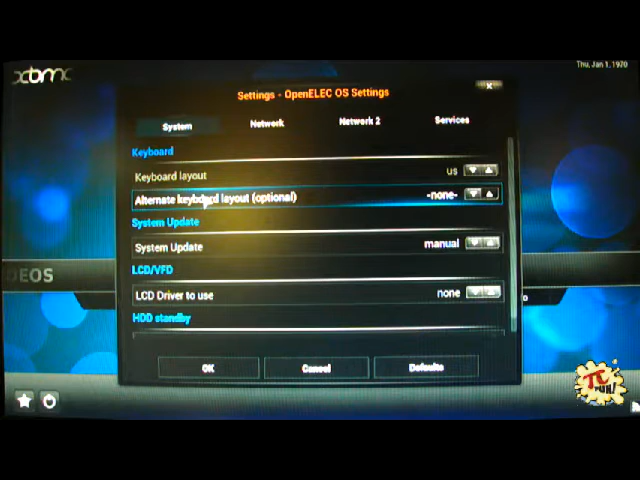 xbmc
Thu, Jan 1, 1970
Settings - OpenELEC OS Settings
x
System
Network
Network 2
Services
Keyboard
Keyboard layout us
Alternate keyboard layout (optional) -none-
System Update
System Update manual
LCD/VFD
LCD Driver to use none
HDD standby
DEOS
OK
Cancel
Defaults